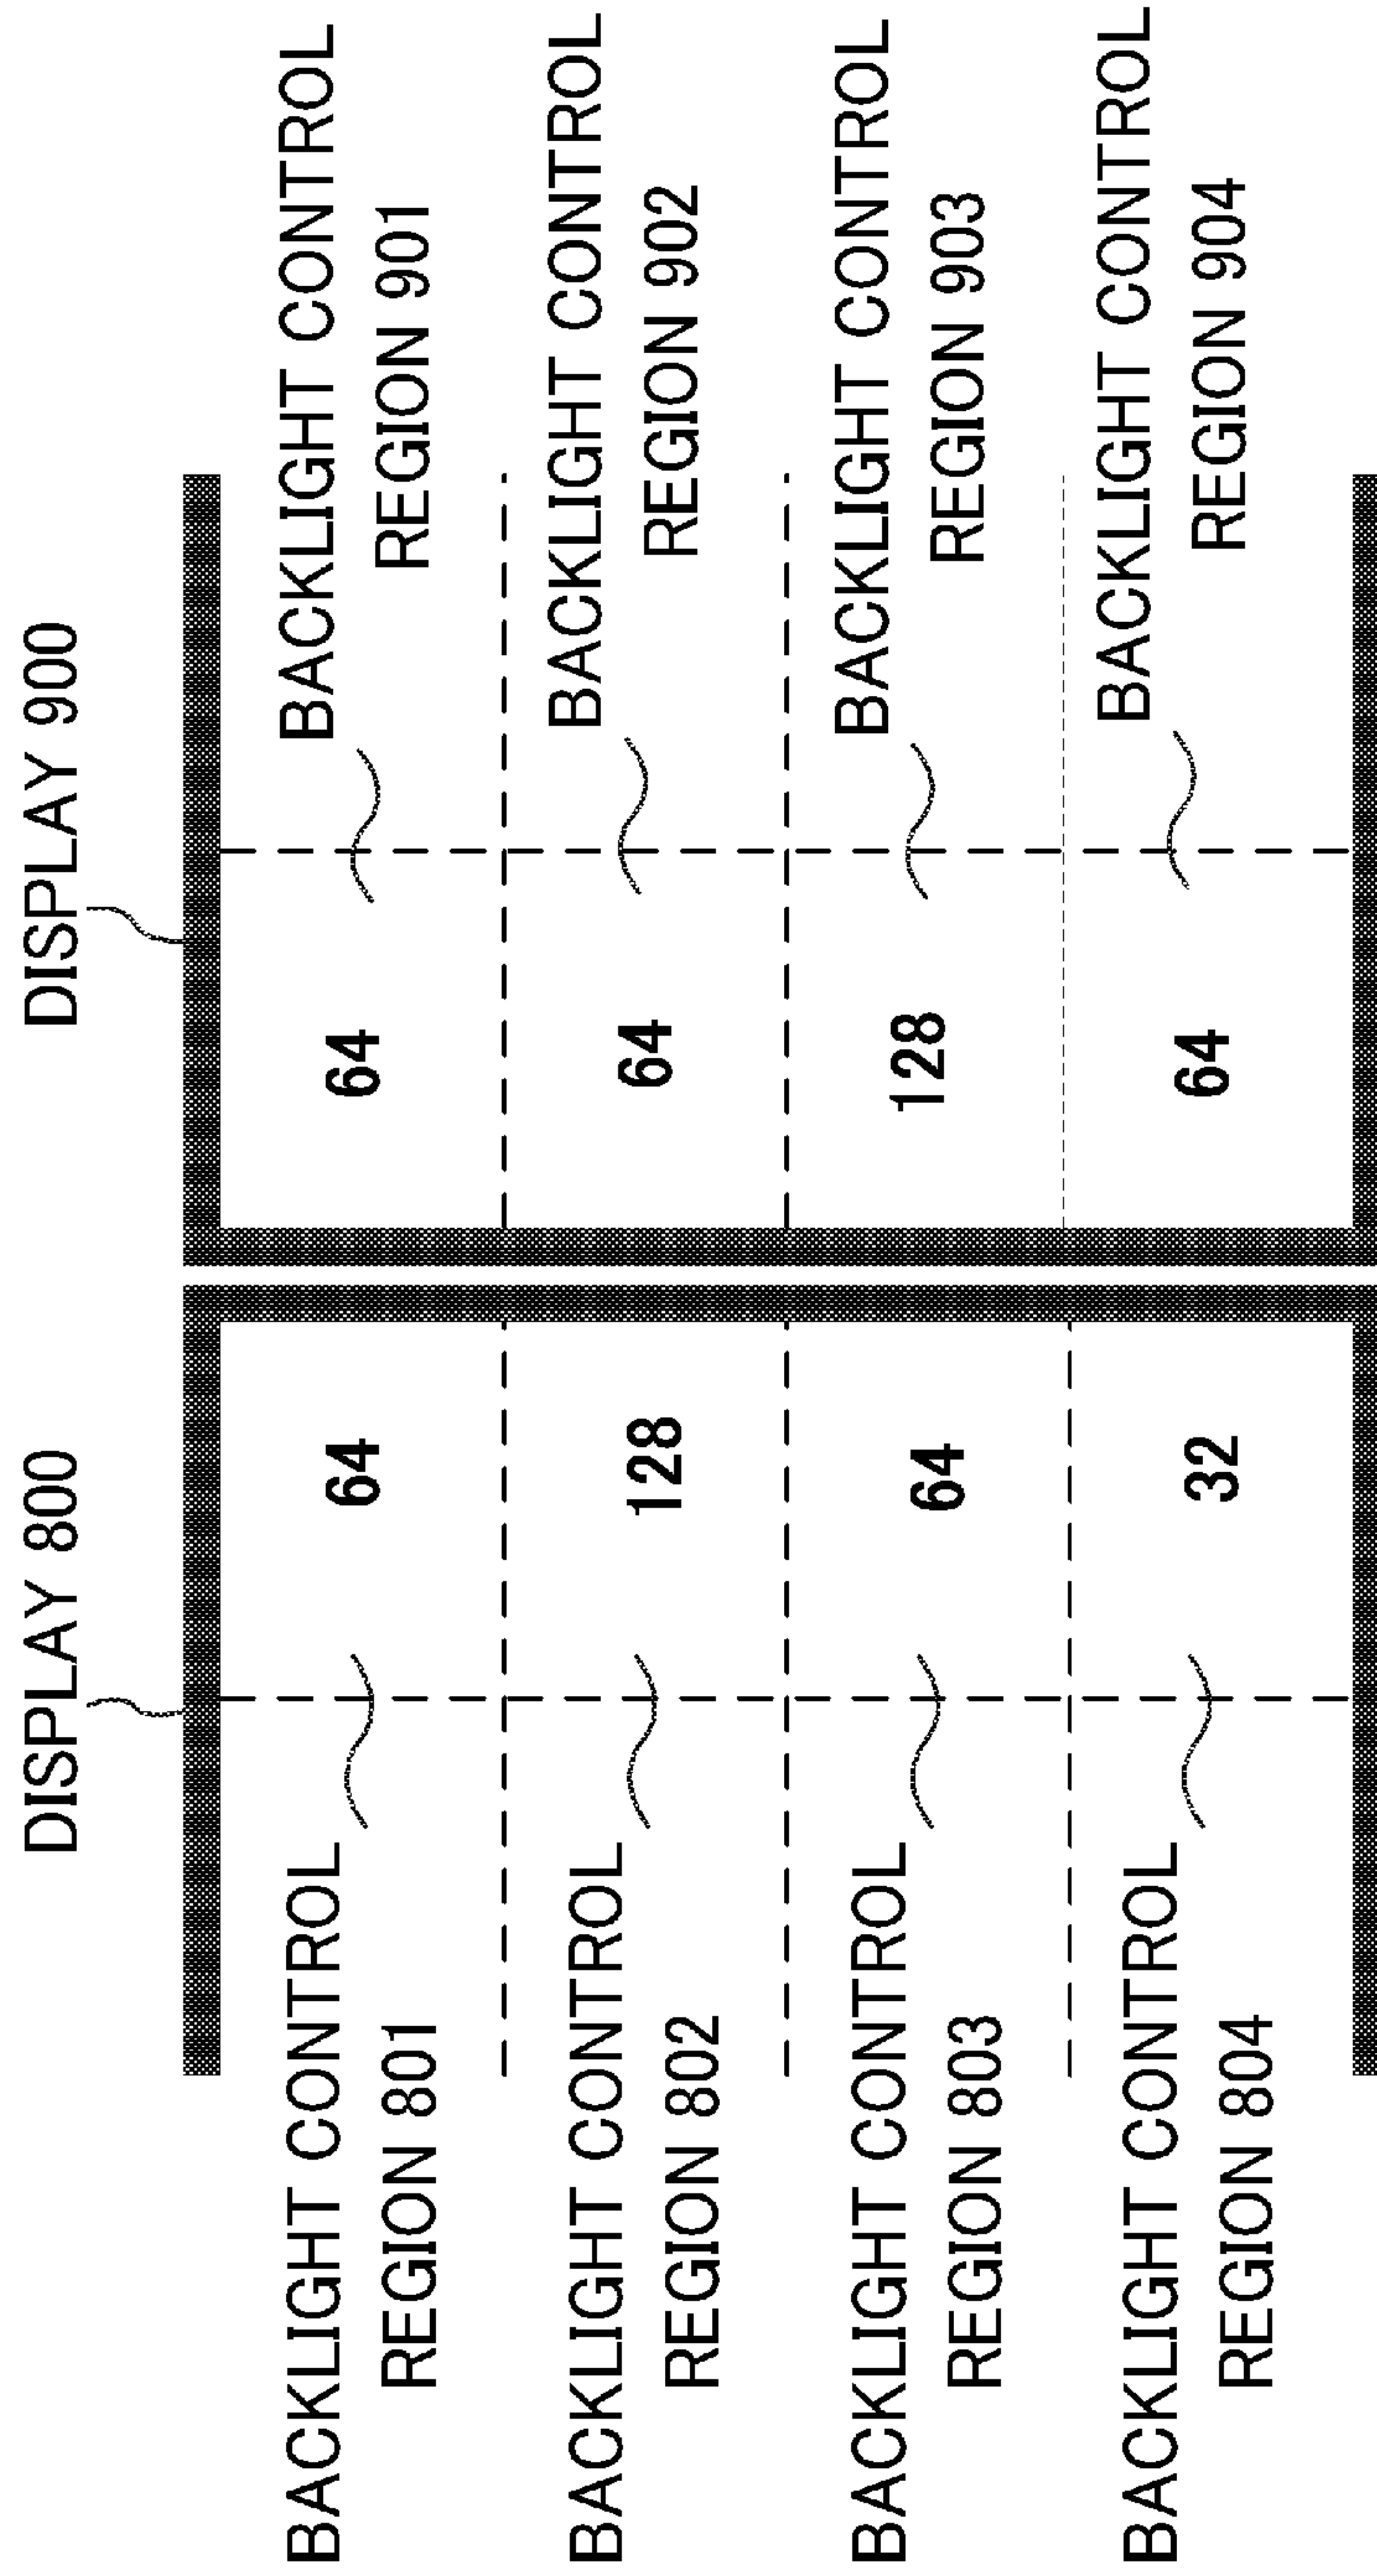 DISPLAY 800
DISPLAY 900
BACKLIGHT CONTROL
REGION 801
64
64
BACKLIGHT CONTROL
REGION 901
BACKLIGHT CONTROL
REGION 802
128
64
BACKLIGHT CONTROL
REGION 902
BACKLIGHT CONTROL
REGION 803
64
128
BACKLIGHT CONTROL
REGION 903
BACKLIGHT CONTROL
REGION 804
32
64
BACKLIGHT CONTROL
REGION 904